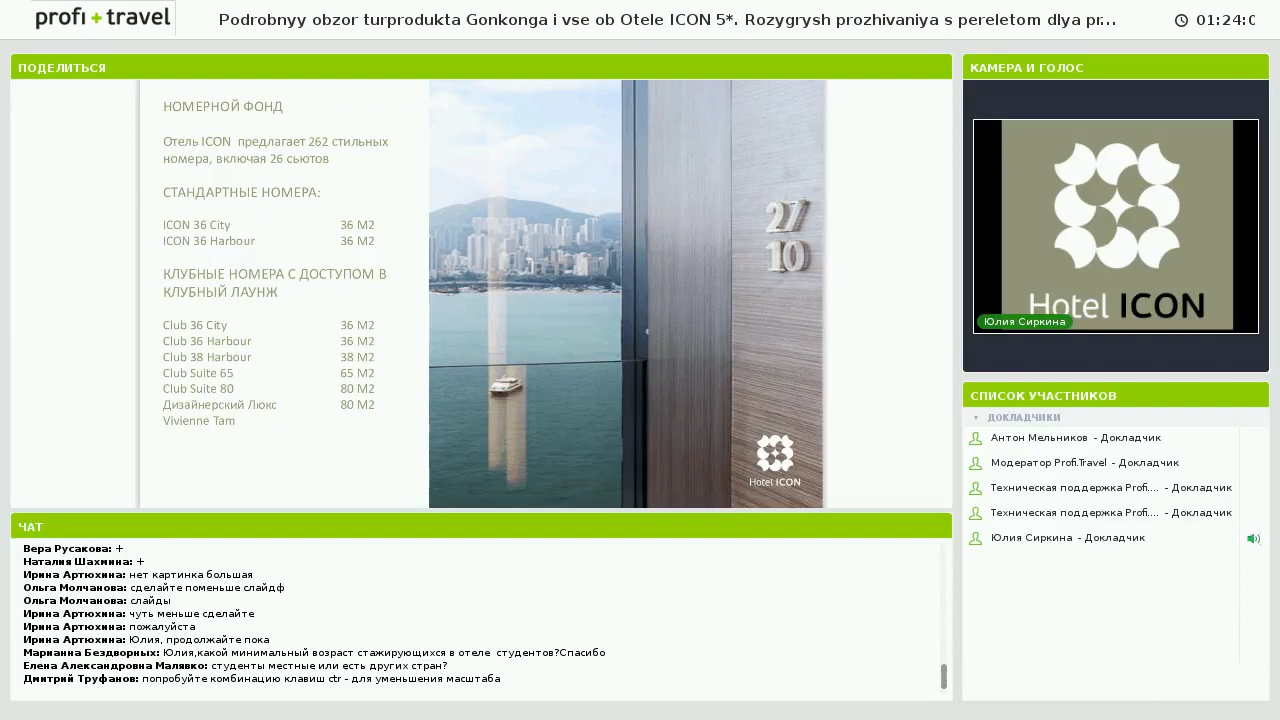 profi + travel
Podrobnyy obzor turprodukta Gonkonga i vse ob Otele ICON 5*. Rozygrysh prozhivaniya s pereletom dlya pr...
01:24:0
ПОДЕЛИТЬСЯ
НОМЕРНОЙ ФОНД
Отель ICON предлагает 262 стильных
номера, включая 26 сьютов
СТАНДАРТНЫЕ НОМЕРА:
ICON 36 City 36 М2
ICON 36 Harbour 36 М2
КЛУБНЫЕ НОМЕРА С ДОСТУПОМ В
КЛУБНЫЙ ЛАУНЖ
Club 36 City 36 М2
Club 36 Harbour 36 М2
Club 38 Harbour 38 М2
Club Suite 65 65 М2
Club Suite 80 80 М2
Дизайнерский Люкс 80 М2
Vivienne Tam
27
10
Hotel ICON
КАМЕРА И ГОЛОС
Hotel ICON
Юлия Сиркина
СПИСОК УЧАСТНИКОВ
ДОКЛАДЧИКИ
Антон Мельников - Докладчик
Модератор Profi.Travel - Докладчик
Техническая поддержка Profi.... - Докладчик
Техническая поддержка Profi.... - Докладчик
Юлия Сиркина - Докладчик
ЧАТ
Вера Русакова: +
Наталия Шахмина: +
Ирина Артюхина: нет картинка большая
Ольга Молчанова: сделайте поменьше слайдф
Ольга Молчанова: слайды
Ирина Артюхина: чуть меньше сделайте
Ирина Артюхина: пожалуйста
Ирина Артюхина: Юлия, продолжайте пока
Марианна Бездворных: Юлия,какой минимальный возраст стажирующихся в отеле студентов?Спасибо
Елена Александровна Малявко: студенты местные или есть других стран?
Дмитрий Труфанов: попробуйте комбинацию клавиш ctr - для уменьшения масштаба